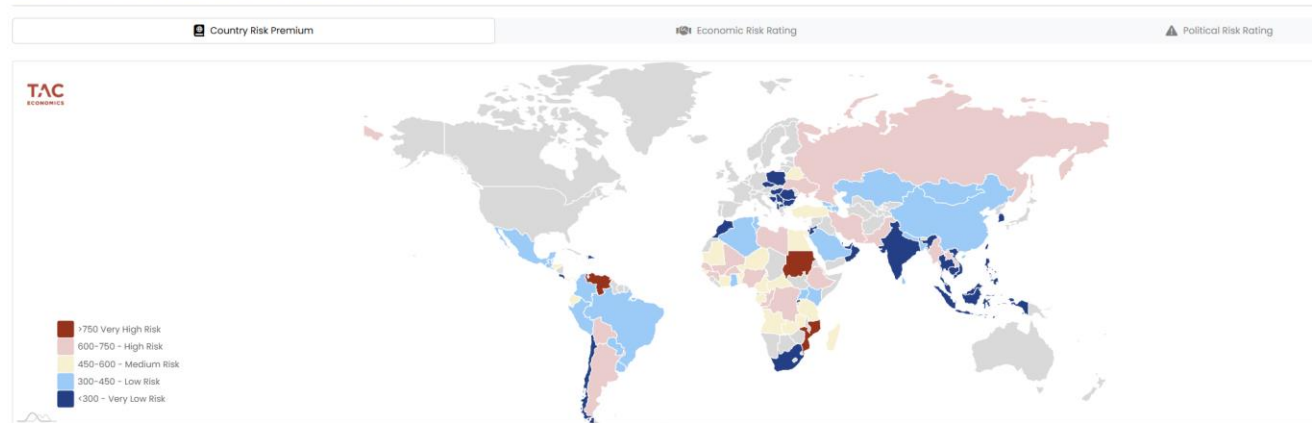 Country Risk Premium
Economic Risk Rating
Political Risk Rating
TAC
ECONOMICS
>750 Very High Risk
600-750 - High Risk
450-600 - Medium Risk
300-450 - Low Risk
<300 - Very Low Risk